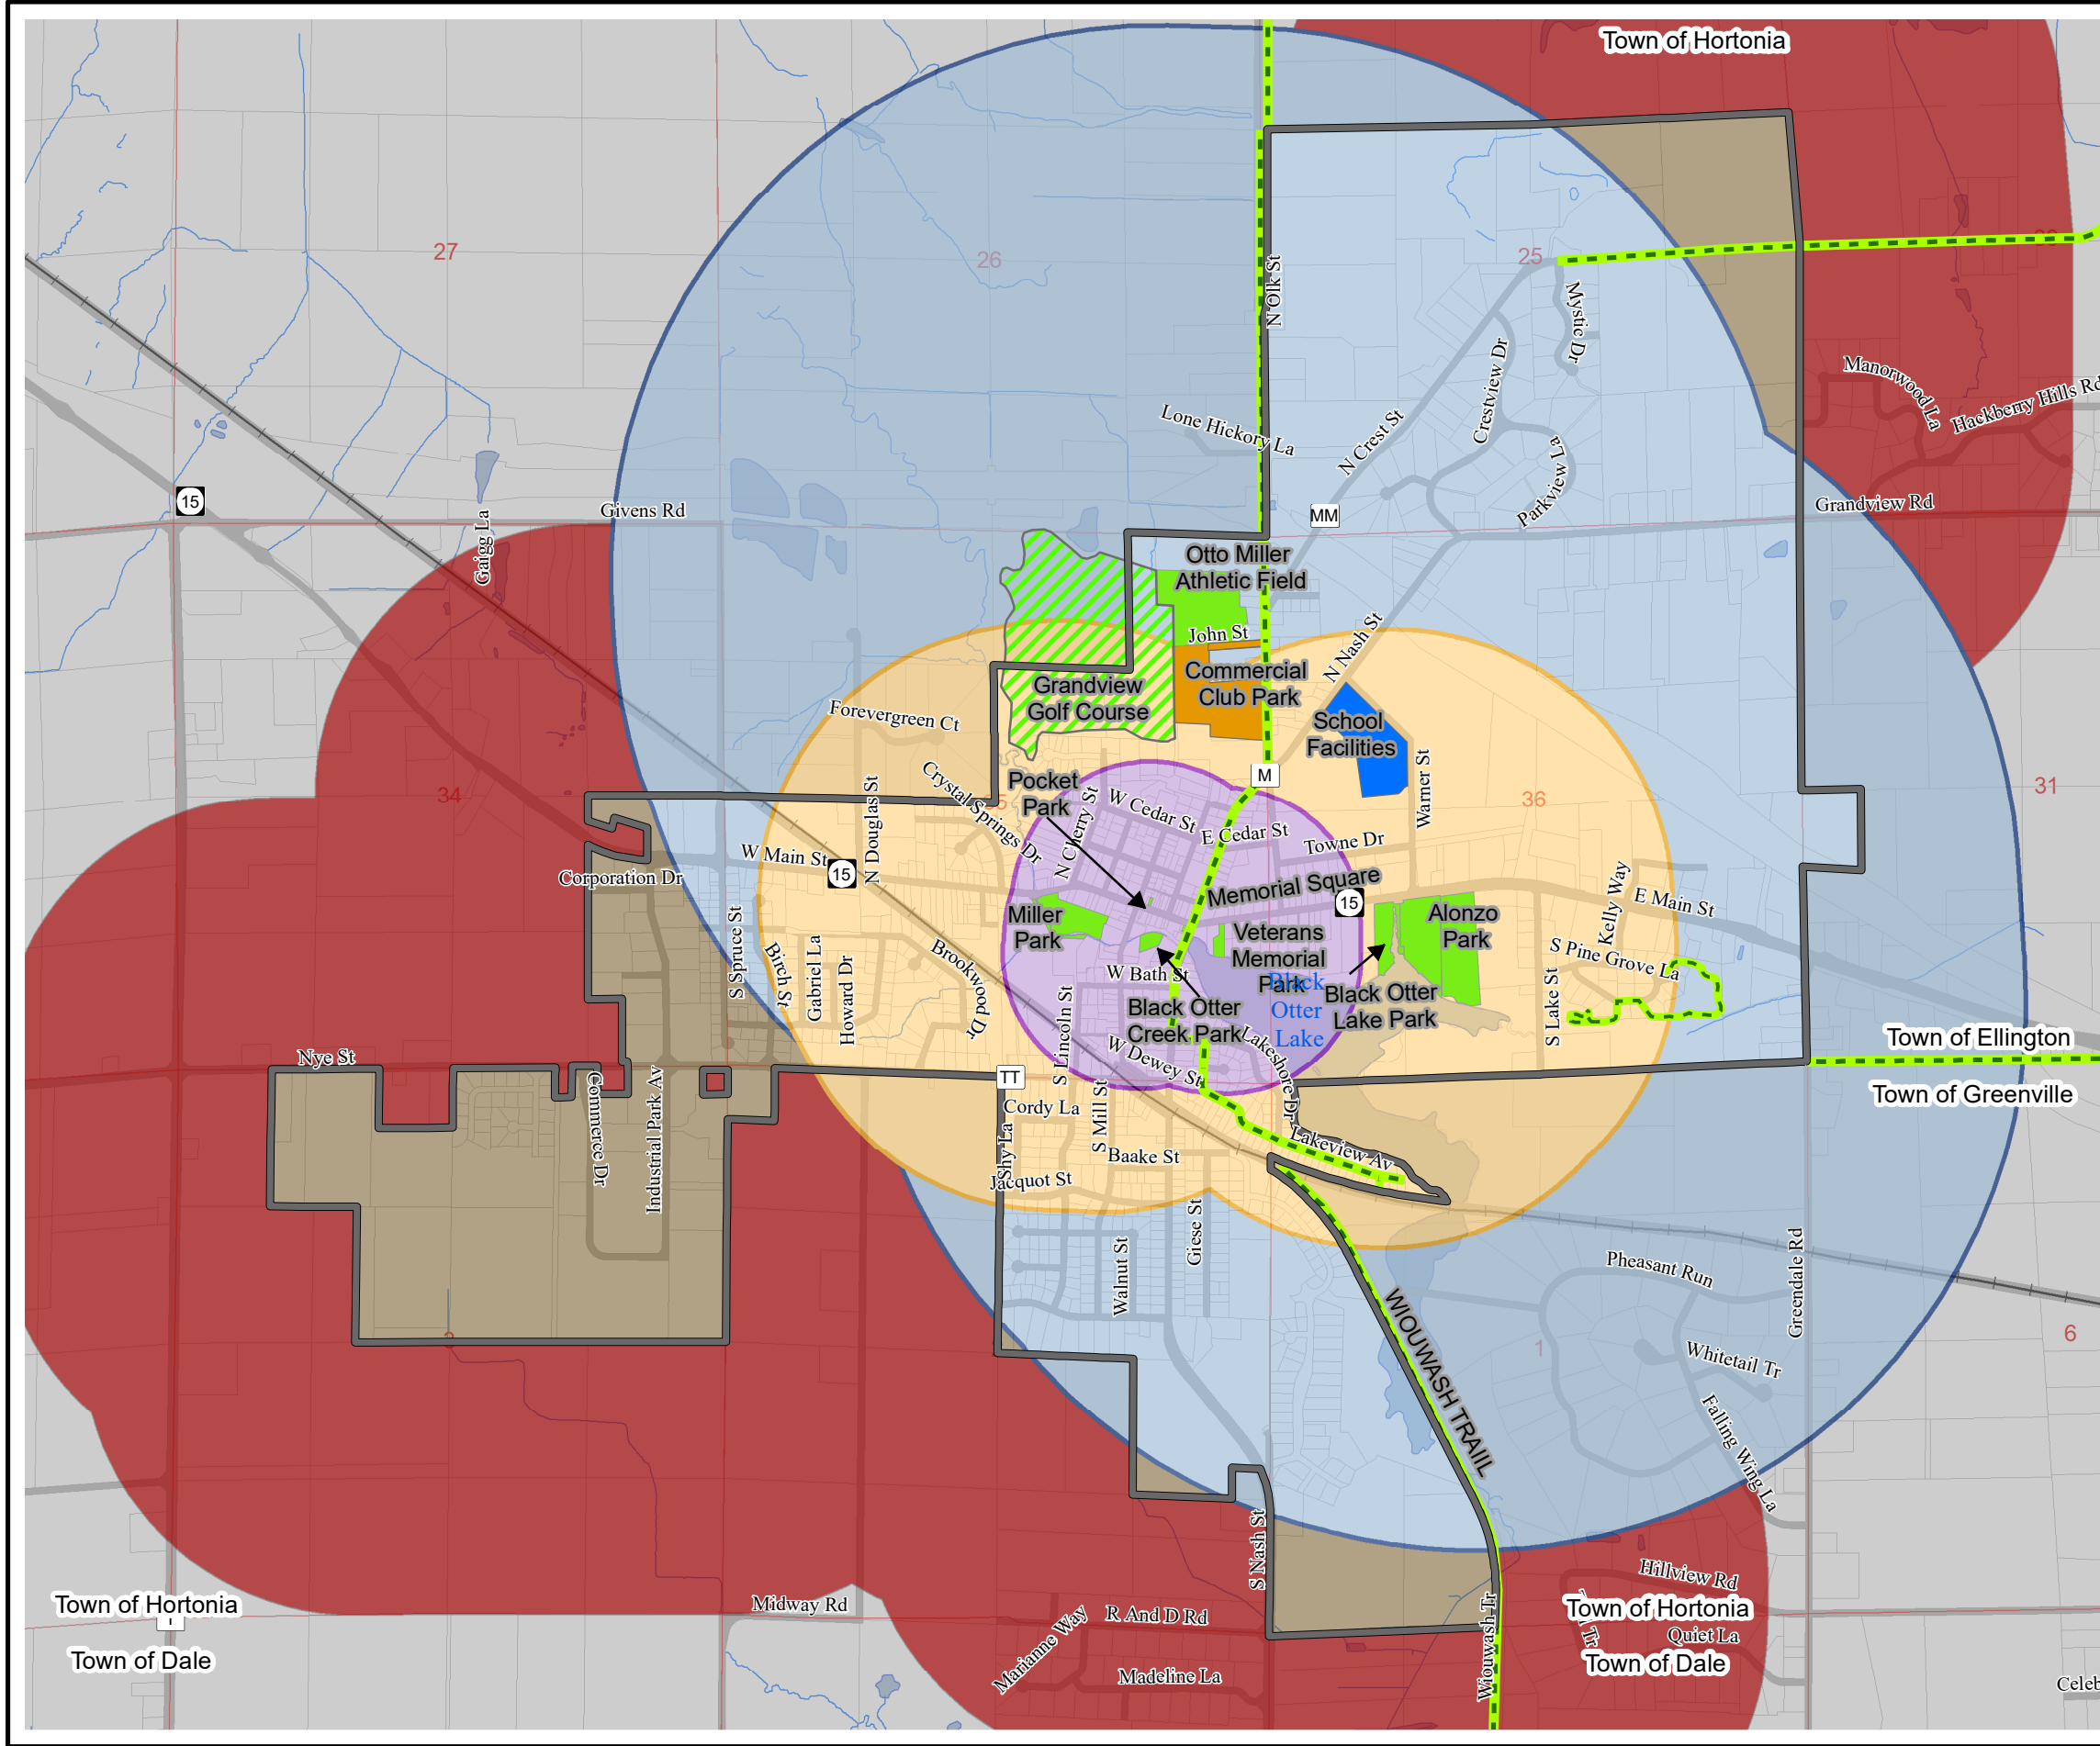 Town of Hortonia
27
26
25
30
N Olk St
Mystic Dr
Crestview Dr
Manorwood La
Hackberry Hills Rd
Lone Hickory La
N Crest St
Parkview La
15
Givens Rd
MM
Grandview Rd
Gaigg La
Otto Miller
Athletic Field
John St
N Nash St
Commercial
Club Park
Grandview
Golf Course
Forevergreen Ct
School
Facilities
Pocket
Park
M
Warner St
34
35
36
31
Crystal Springs Dr
N Douglas St
N Cherry St
W Cedar St
E Cedar St
Towne Dr
W Main St
15
Corporation Dr
Memorial Square
15
Kelly Way
E Main St
Miller
Park
Veterans
Memorial
Park
Alonzo
Park
S Spruce St
Birch St
Gabriel La
Howard Dr
Brookwood Dr
W Bath St
S Pine Grove La
Black
Otter
Lake
Black Otter
Creek Park
Black Otter
Lake Park
S Lincoln St
S Lake St
Lakeshore Dr
W Dewey St
Town of Ellington
Nye St
TT
Town of Greenville
Commerce Dr
Industrial Park Av
Cordy La
S Mill St
Shy La
Baake St
Lakeview Av
Jacquot St
Giese St
Walnut St
Pheasant Run
Greendale Rd
WIOUWASH TRAIL
3
1
6
Whitetail Tr
Falling Wing La
S Nash St
Hillview Rd
Town of Hortonia
Midway Rd
R And D Rd
Marianne Way
Town of Hortonia
Tr
Quiet La
Town of Dale
Town of Dale
Madeline La
Wiouwash Tr
Celeb